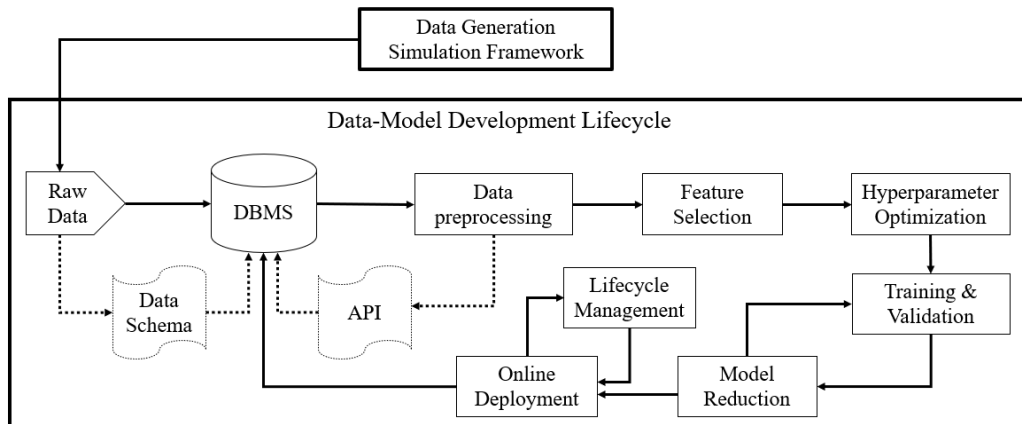 Data Generation
Simulation Framework
Data-Model Development Lifecycle
Raw
Data
DBMS
Data
preprocessing
Feature
Selection
Hyperparameter
Optimization
Data
Schema
API
Lifecycle
Management
Training &
Validation
Online
Deployment
Model
Reduction